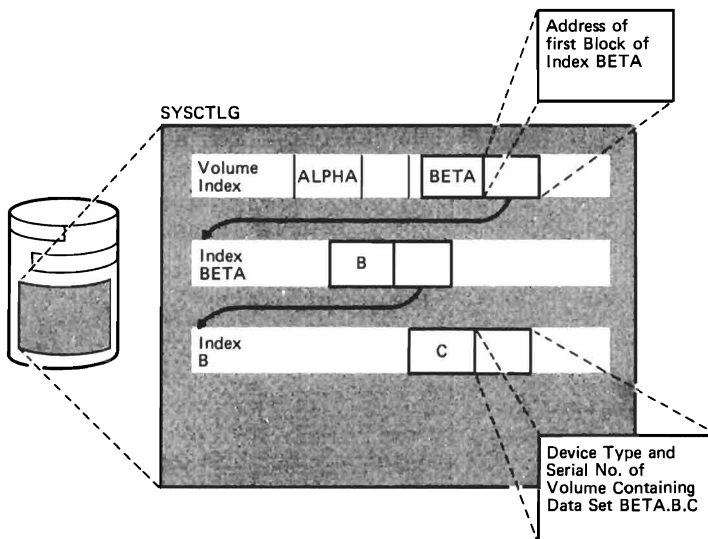 Address of
first Block of
Index BETA
SYSCTLG
Volume
Index
ALPHA
BETA
Index
BETA
B
Index
B
C
Device Type and
Serial No. of
Volume Containing
Data Set BETA.B.C